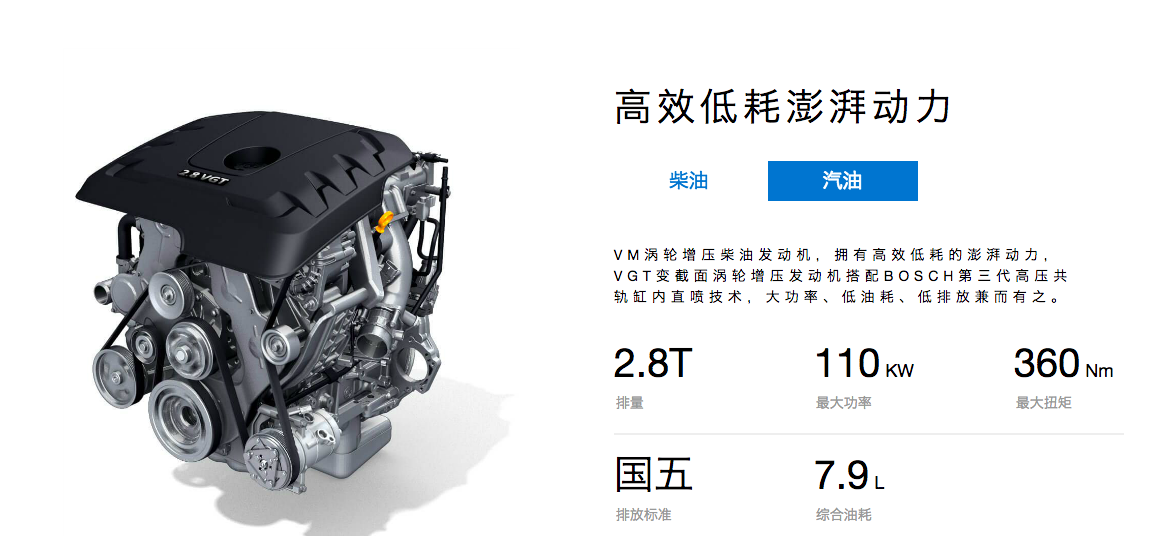 高效低耗澎湃动力
柴油
汽油
2.8 VGT
VM涡轮增压柴油发动机，拥有高效低耗的澎湃动力，
VGT变截面涡轮增压发动机搭配BOSCH第三代高压共
轨缸内直喷技术，大功率、低油耗、低排放兼而有之。
2.8T
110 KW
360 Nm
排量
最大功率
最大扭矩
国五
7.9 L
排放标准
综合油耗